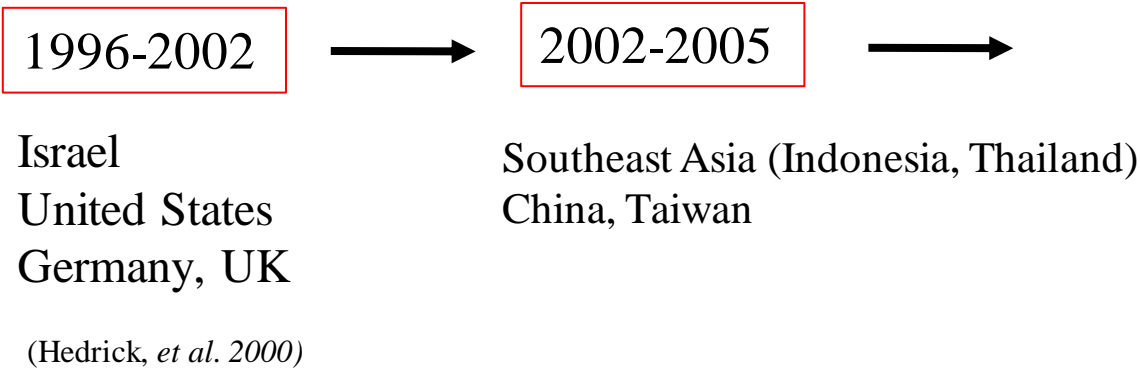 1996-2002
2002-2005
Israel
United States
Germany, UK
(Hedrick, et al. 2000)
Southeast Asia (Indonesia, Thailand)
China, Taiwan